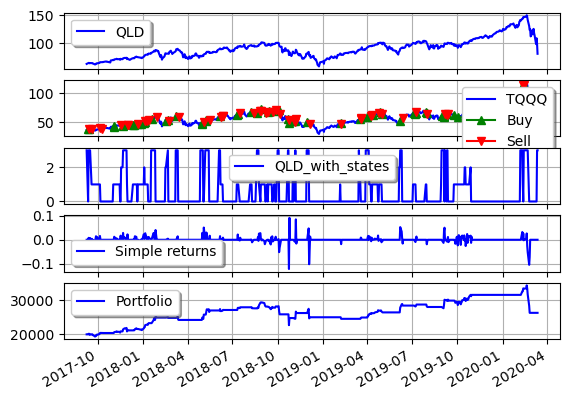 150
QLD
100
100
TQQQ
Buy
50
Sell
QLD_with_states
2
0
0.1
0.0
Simple returns
−0.1
Portfolio
30000
20000
2017-10 2018-01 2018-04 2018-07 2018-10 2019-01 2019-04 2019-07 2019-10 2020-01 2020-04